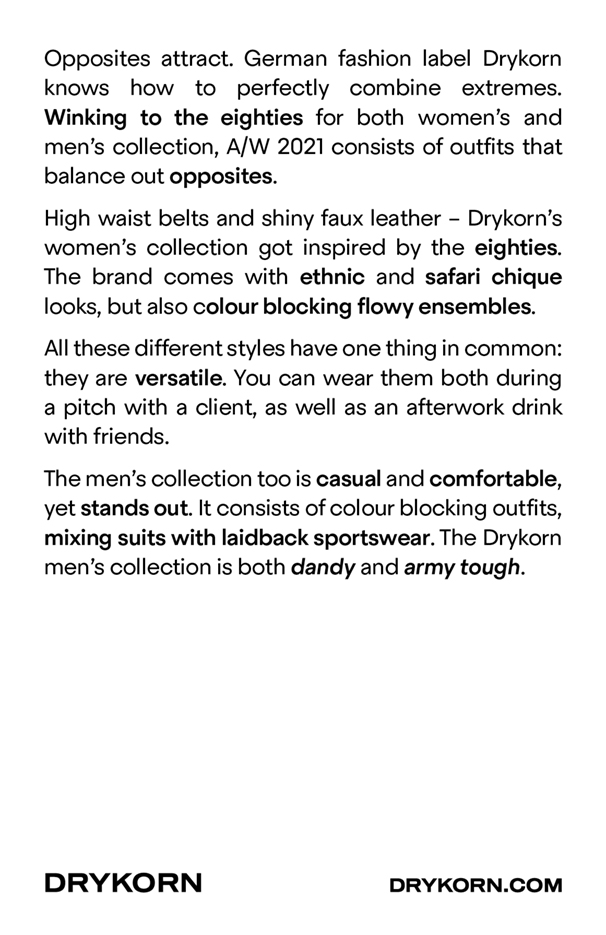 Opposites attract. German fashion label Drykorn
knows how to perfectly combine extremes.
Winking to the eighties for both women’s and
men’s collection, A/W 2021 consists of outfits that
balance out opposites.
High waist belts and shiny faux leather – Drykorn’s
women’s collection got inspired by the eighties.
The brand comes with ethnic and safari chique
looks, but also colour blocking flowy ensembles.
All these different styles have one thing in common:
they are versatile. You can wear them both during
a pitch with a client, as well as an afterwork drink
with friends.
The men’s collection too is casual and comfortable,
yet stands out. It consists of colour blocking outfits,
mixing suits with laidback sportswear. The Drykorn
men’s collection is both dandy and army tough.
DRYKORN
DRYKORN.COM